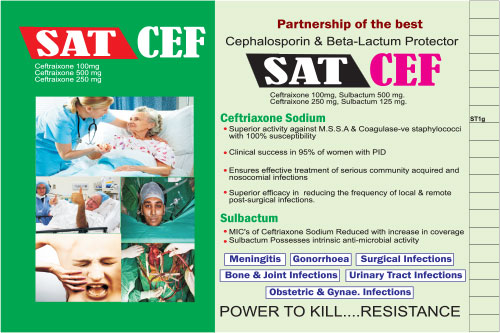 SAT CEF
Ceftraixone 100mg
Ceftraixone 500 mg
Ceftraixone 250 mg
Partnership of the best
Cephalosporin & Beta-Lactum Protector
SAT CEF
Ceftraixone 100mg, Sulbactum 500 mg.
Ceftraixone 250 mg, Sulbactum 125 mg.
Ceftriaxone Sodium
• Superior activity against M.S.S.A & Coagulase-ve staphylococci
with 100% susceptibility
• Clinical success in 95% of women with PID
• Ensures effective treatment of serious community acquired and
nosocomial infections
• Superior efficacy in reducing the frequency of local & remote
post-surgical infections.
Sulbactum
• MIC's of Ceftriaxone Sodium Reduced with increase in coverage
• Sulbactum Possesses intrinsic anti-microbial activity
Meningitis Gonorrhoea Surgical Infections
Bone & Joint Infections Urinary Tract Infections
Obstetric & Gynae. Infections
POWER TO KILL....RESISTANCE
ST1g